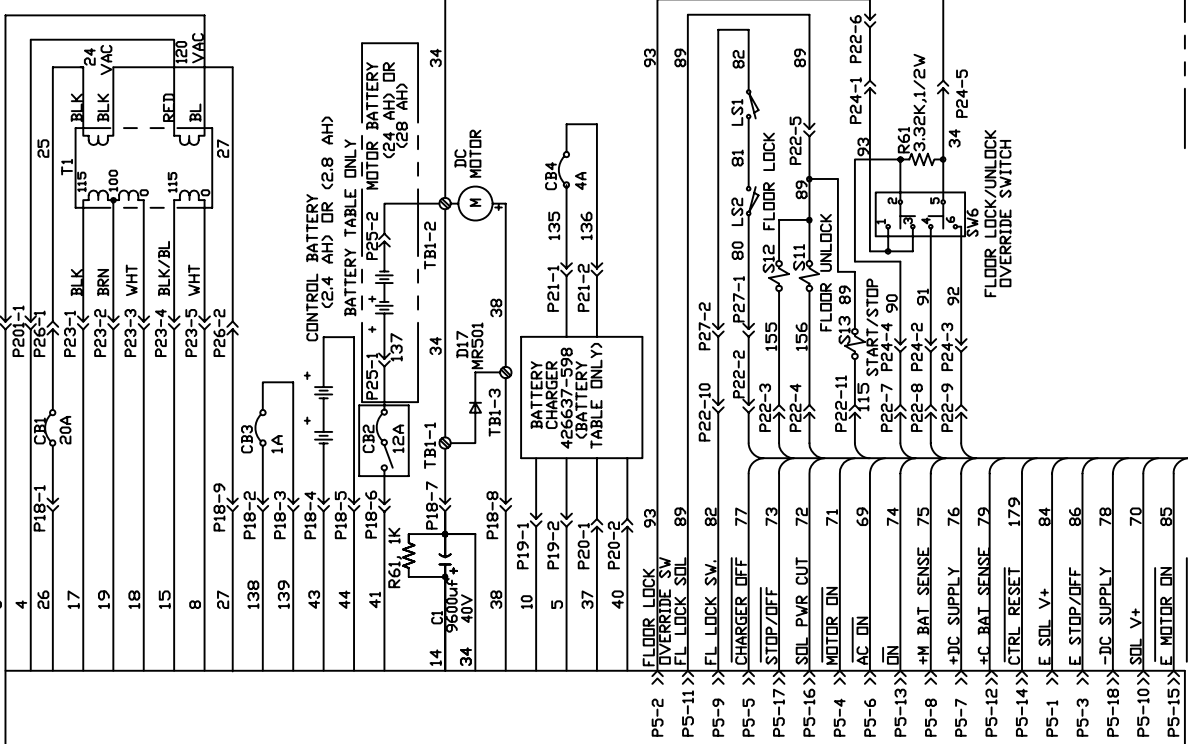 24
VAC
120
VAC
BLK
BLK
RED
BL
25
T1
115
100
0
115
0
27
BLK
BRN
WHT
BLK/BL
WHT
P201-1
P26-1
P23-1
P23-2
P23-3
P23-4
P23-5
P26-2
CB1
20A
P18-1
4
26
17
19
18
15
8
27
P18-9
CONTROL BATTERY
(2.4 AH) OR (2.8 AH)
BATTERY TABLE ONLY
MOTOR BATTERY
(24 AH) OR
(28 AH)
P25-2
P25-1
137
+
+
+
+
CB3
1A
CB2
12A
P18-2
P18-3
P18-4
P18-5
P18-6
138
139
43
44
41
34
DC
MOTOR
M
+
TB1-2
34
38
D17
MR501
TB1-3
TB1-1
P18-7
P18-8
R61, 1K
C1
9600uf
40V
+
14
34
38
CB4
4A
135
136
P21-1
P21-2
BATTERY
CHARGER
426637-598
(BATTERY
TABLE ONLY)
P19-1
P19-2
P20-1
P20-2
10
5
37
40
93
89
82
LS1
81
LS2
80
P27-1
P27-2
P22-10
P22-2
89
P22-5
89
S12 FLOOR LOCK
S11
FLOOR UNLOCK
155
156
P22-3
P22-4
S13 89
START/STOP
P22-11
115
P22-6
P24-1
93
R61
3.32K,1/2W
34
P24-5
1
2
3
4
5
6
SW6
FLOOR LOCK/UNLOCK
OVERRIDE SWITCH
90
91
92
P24-4
P24-2
P24-3
P22-7
P22-8
P22-9
P5-2 FLOOR LOCK 93
OVERRIDE SW
P5-11 FL LOCK SOL 89
P5-9 FL LOCK SW. 82
P5-5 CHARGER OFF 77
P5-17 STOP/OFF 73
P5-16 SOL PWR CUT 72
P5-4 MOTOR ON 71
P5-6 AC ON 69
P5-13 ON 74
P5-8 +M BAT SENSE 75
P5-7 +DC SUPPLY 76
P5-12 +C BAT SENSE 79
P5-14 CTRL RESET 179
P5-1 E SOL V+ 84
P5-3 E STOP/OFF 86
P5-18 -DC SUPPLY 78
P5-10 SOL V+ 70
P5-15 E MOTOR ON 85